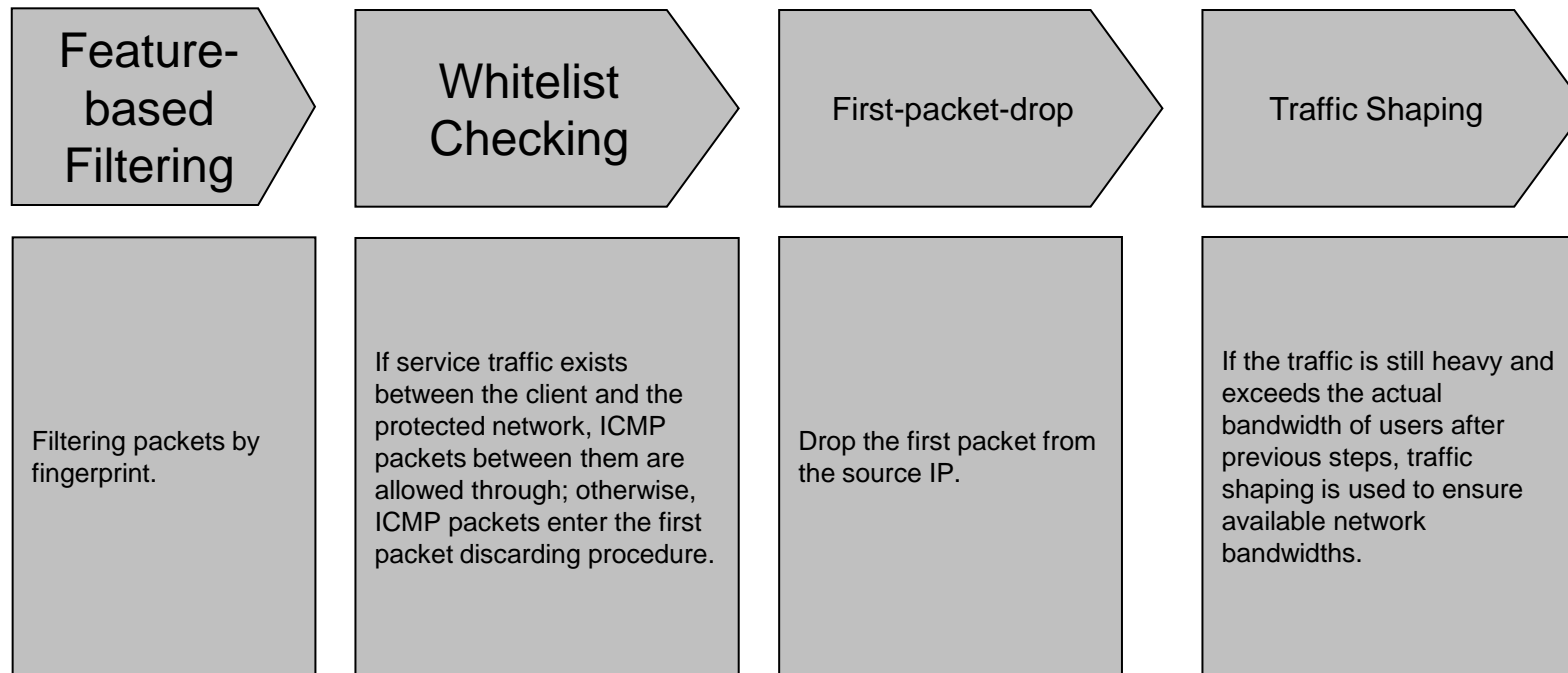 Feature-
based
Filtering
Whitelist
Checking
First-packet-drop
Traffic Shaping
Filtering packets by
fingerprint.
If service traffic exists
between the client and the
protected network, ICMP
packets between them are
allowed through; otherwise,
ICMP packets enter the first
packet discarding procedure.
Drop the first packet from
the source IP.
If the traffic is still heavy and
exceeds the actual
bandwidth of users after
previous steps, traffic
shaping is used to ensure
available network
bandwidths.